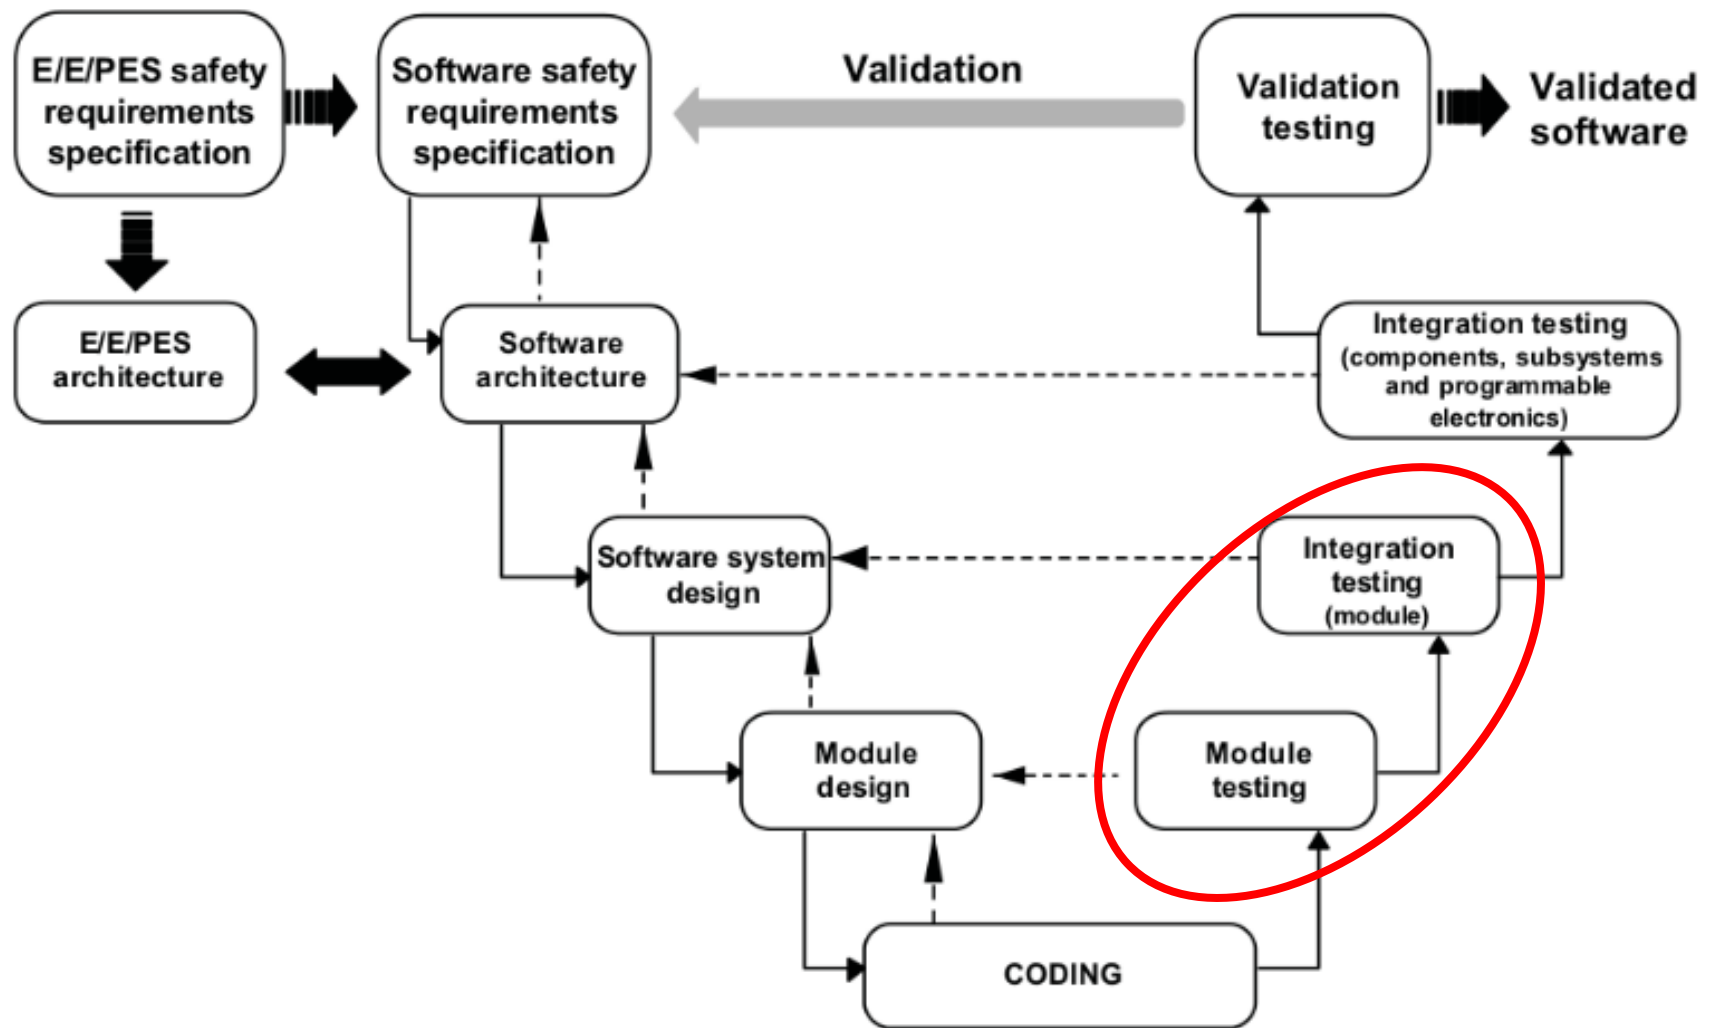 E/E/PES safety
requirements
specification
Software safety
requirements
specification
Validation
Validation
testing
Validated
software
E/E/PES
architecture
Software
architecture
Integration testing
(components, subsystems
and programmable
electronics)
Software system
design
Integration
testing
(module)
Module
design
Module
testing
CODING